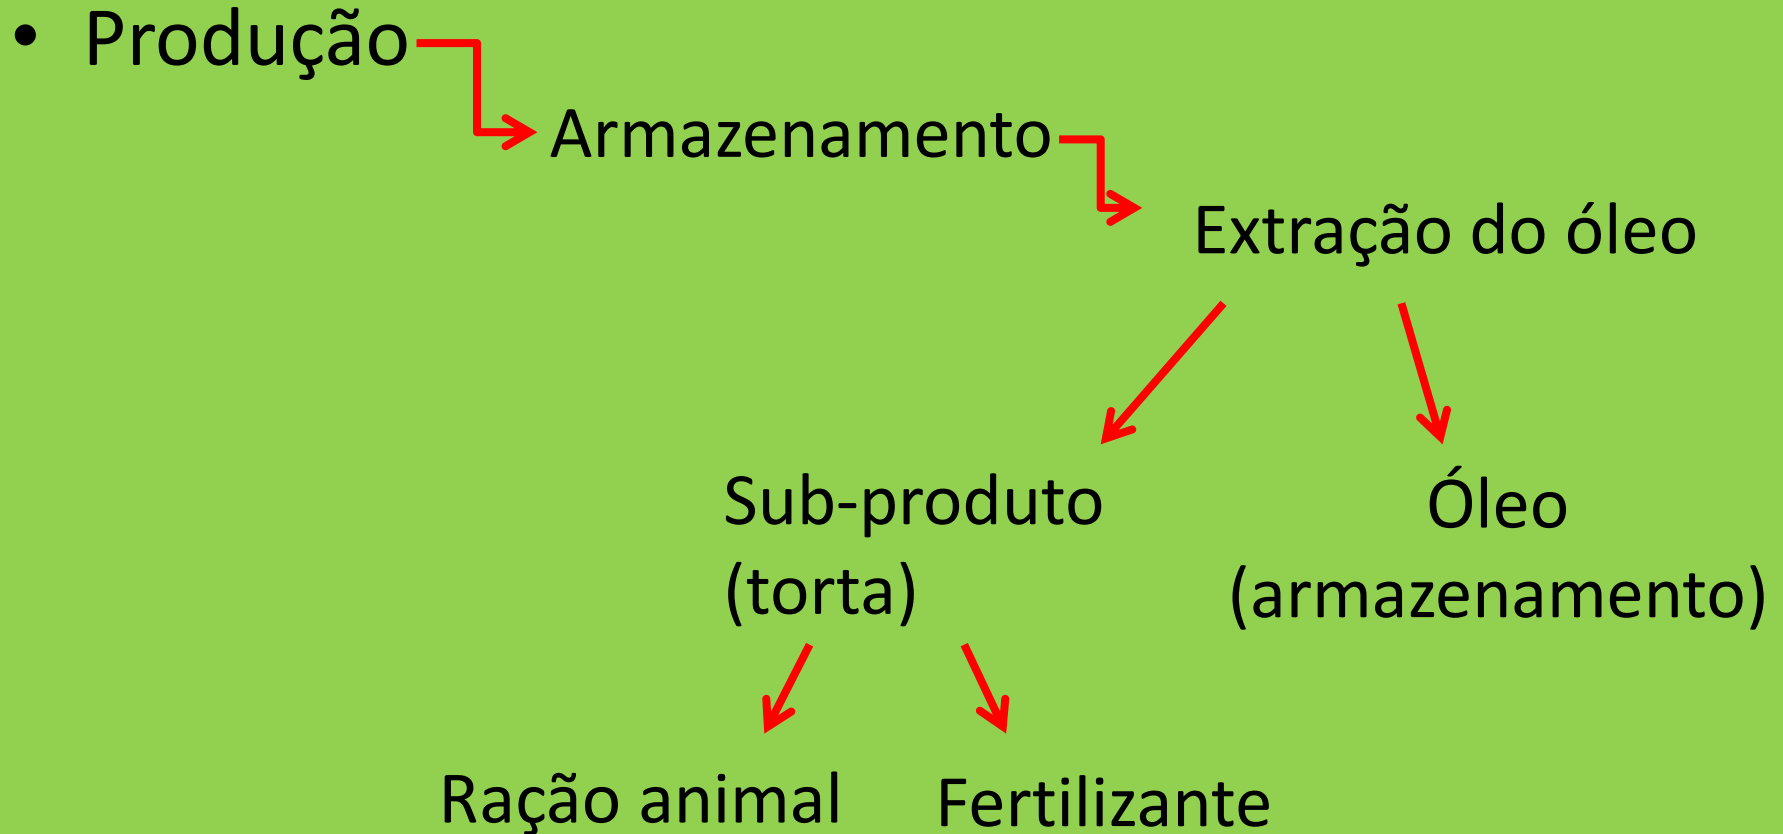 • Produção
Armazenamento
Extração do óleo
Sub-produto
(torta)
Óleo
(armazenamento)
Ração animal
Fertilizante